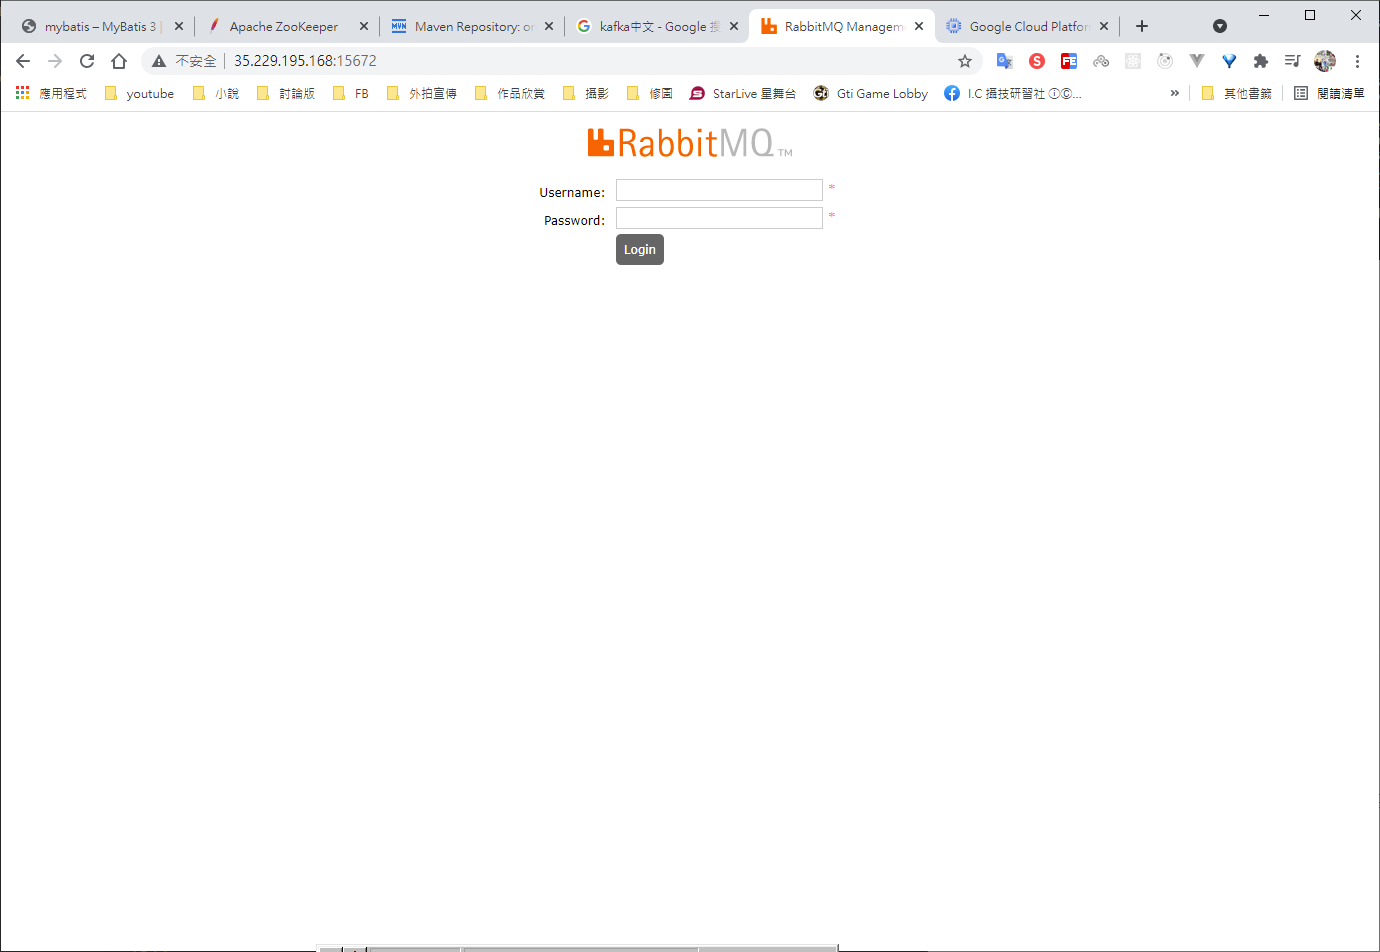 mybatis – MyBatis 3 |
Apache ZooKeeper
Maven Repository: or
kafka中文 - Google 搜
RabbitMQ Managem
Google Cloud Platfor
不安全 | 35.229.195.168:15672
應用程式
youtube
小說
討論版
FB
外拍宣傳
作品欣賞
攝影
修圖
StarLive 星舞台
Gti Game Lobby
I.C 攝技研習社 ⓘⒸ...
»
其他書籤
閱讀清單
RabbitMQ TM
Username: *
Password: *
Login